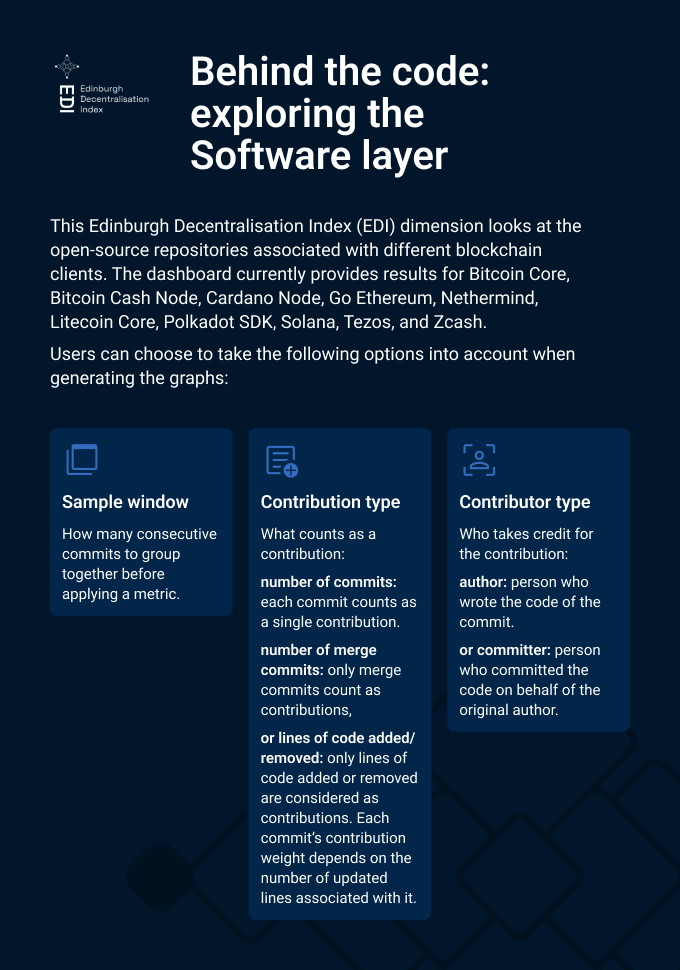 EDI
Edinburgh
Decentralisation
Index
Behind the code:
exploring the
Software layer
This Edinburgh Decentralisation Index (EDI) dimension looks at the
open-source repositories associated with different blockchain
clients. The dashboard currently provides results for Bitcoin Core,
Bitcoin Cash Node, Cardano Node, Go Ethereum, Nethermind,
Litecoin Core, Polkadot SDK, Solana, Tezos, and Zcash.
Users can choose to take the following options into account when
generating the graphs:
Sample window
How many consecutive
commits to group
together before
applying a metric.
Contribution type
What counts as a
contribution:
number of commits:
each commit counts as
a single contribution.
number of merge
commits: only merge
commits count as
contributions,
or lines of code added/
removed: only lines of
code added or removed
are considered as
contributions. Each
commit’s contribution
weight depends on the
number of updated
lines associated with it.
Contributor type
Who takes credit for
the contribution:
author: person who
wrote the code of the
commit.
or committer: person
who committed the
code on behalf of the
original author.